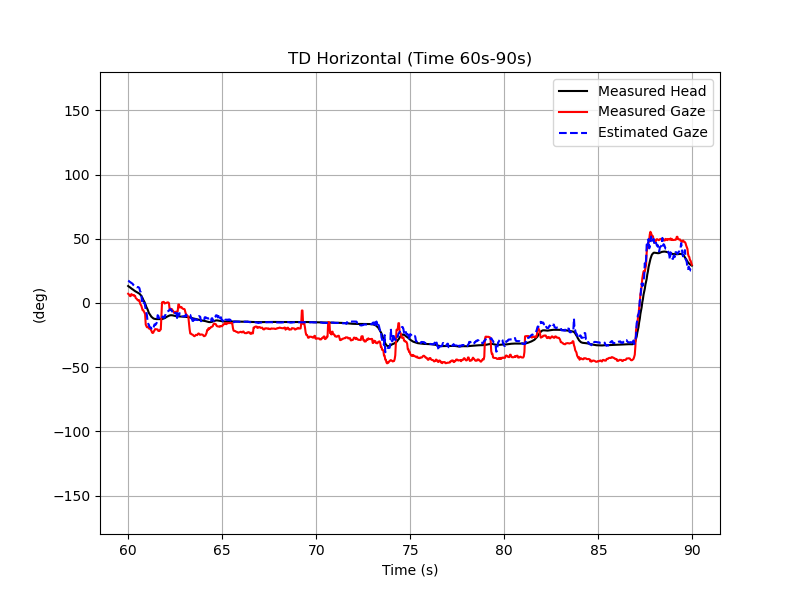 TD Horizontal (Time 60s-90s)
Measured Head
Measured Gaze
Estimated Gaze
150
100
50
0
−50
−100
−150
(deg)
60 65 70 75 80 85 90
Time (s)